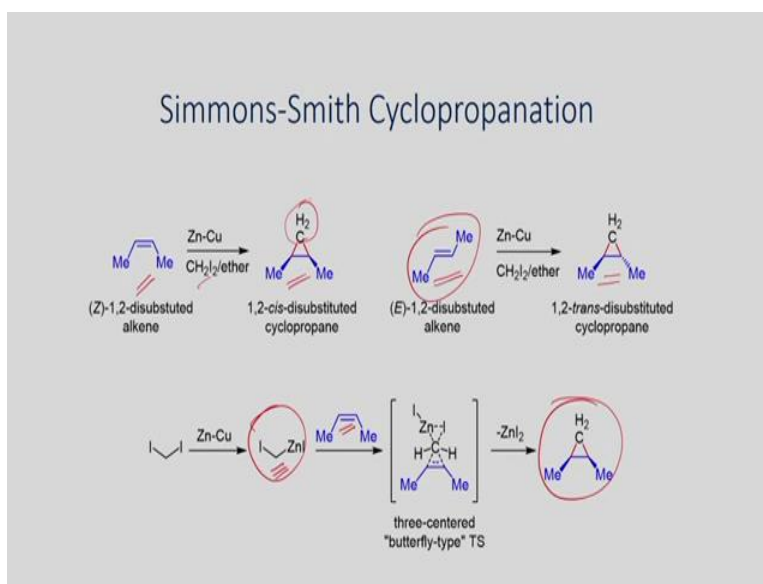 Simmons-Smith Cyclopropanation
Me Me
Zn-Cu
CH2I2/ether
H2
C
Me Me
(Z)-1,2-disubstuted
alkene
1,2-cis-disubstituted
cyclopropane
Me
Me
Zn-Cu
CH2I2/ether
H2
C
Me Me
(E)-1,2-disubstuted
alkene
1,2-trans-disubstituted
cyclopropane
I I
Zn-Cu
I ZnI
Me Me
I
Zn--I
H C H
Me Me
three-centered
"butterfly-type" TS
-ZnI2
H2
C
Me Me